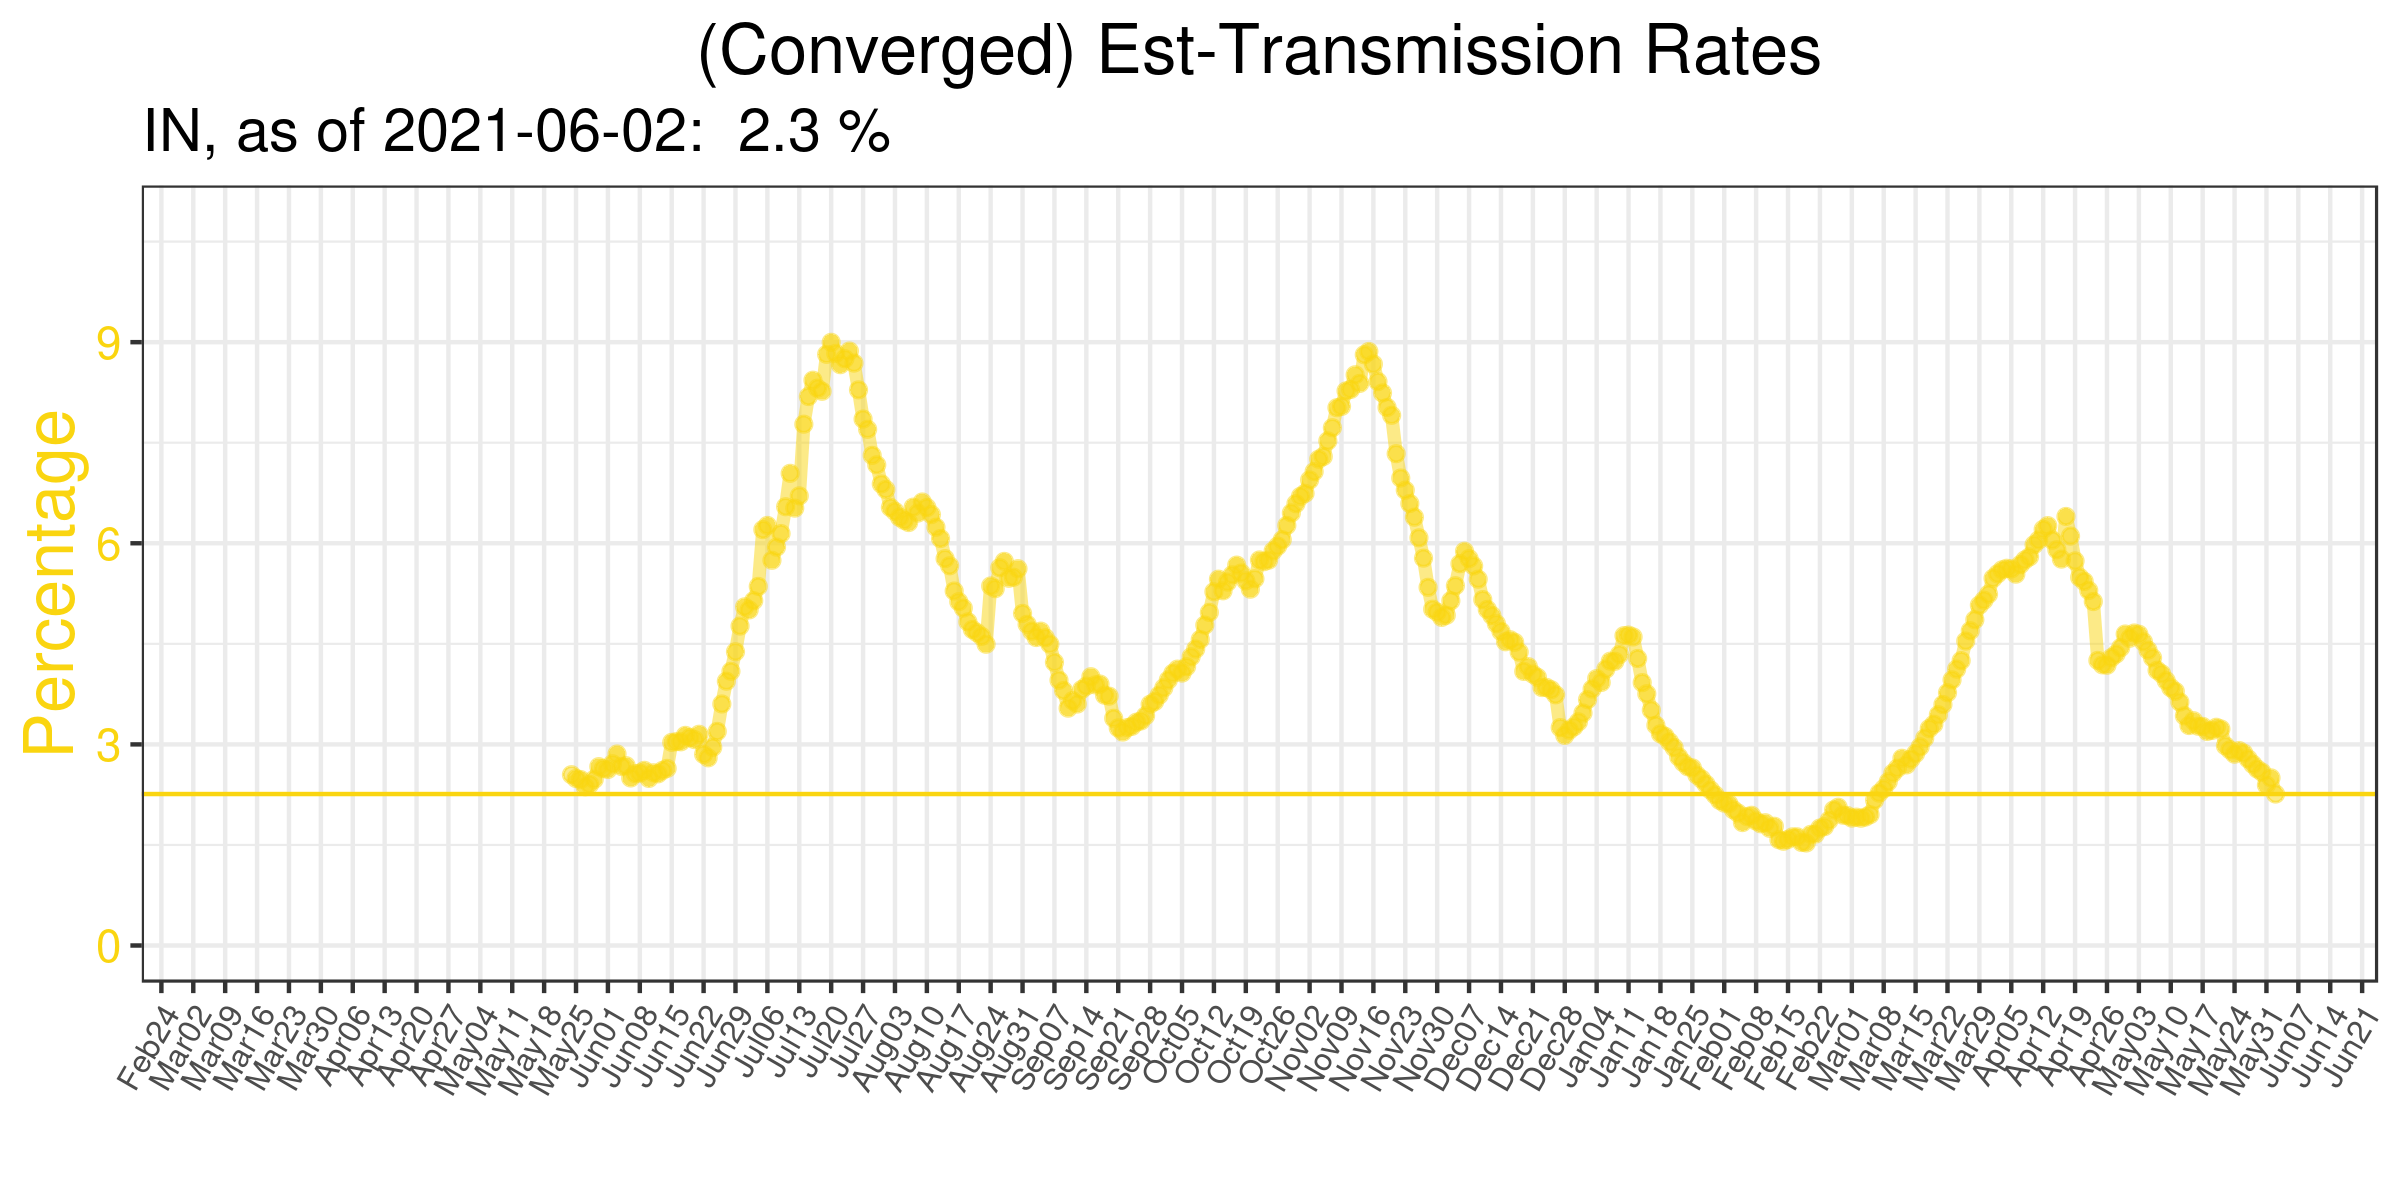 (Converged) Est-Transmission Rates
IN, as of 2021-06-02:  2.3 %
Percentage
9
6
3
0
Feb24
Mar02
Mar09
Mar16
Mar23
Mar30
Apr06
Apr13
Apr20
Apr27
May04
May11
May18
May25
Jun01
Jun08
Jun15
Jun22
Jun29
Jul06
Jul13
Jul20
Jul27
Aug03
Aug10
Aug17
Aug24
Aug31
Sep07
Sep14
Sep21
Sep28
Oct05
Oct12
Oct19
Oct26
Nov02
Nov09
Nov16
Nov23
Nov30
Dec07
Dec14
Dec21
Dec28
Jan04
Jan11
Jan18
Jan25
Feb01
Feb08
Feb15
Feb22
Mar01
Mar08
Mar15
Mar22
Mar29
Apr05
Apr12
Apr19
Apr26
May03
May10
May17
May24
May31
Jun07
Jun14
Jun21